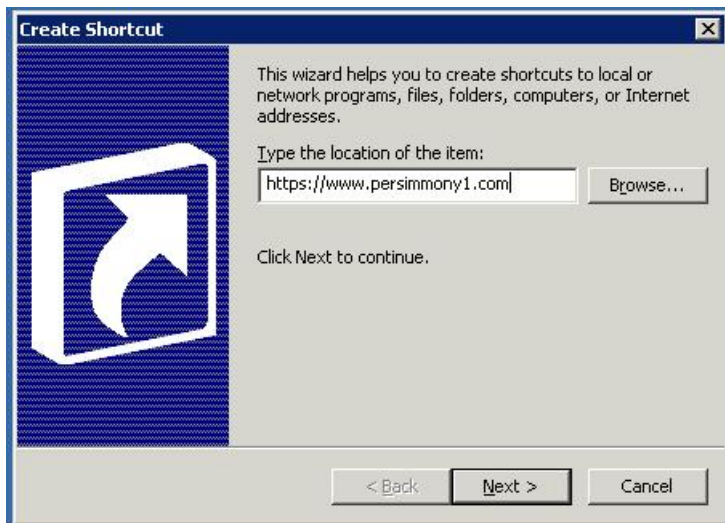 Create Shortcut
This wizard helps you to create shortcuts to local or
network programs, files, folders, computers, or Internet
addresses.
Type the location of the item:
https://www.persimmony1.com
Browse...
Click Next to continue.
< Back
Next >
Cancel